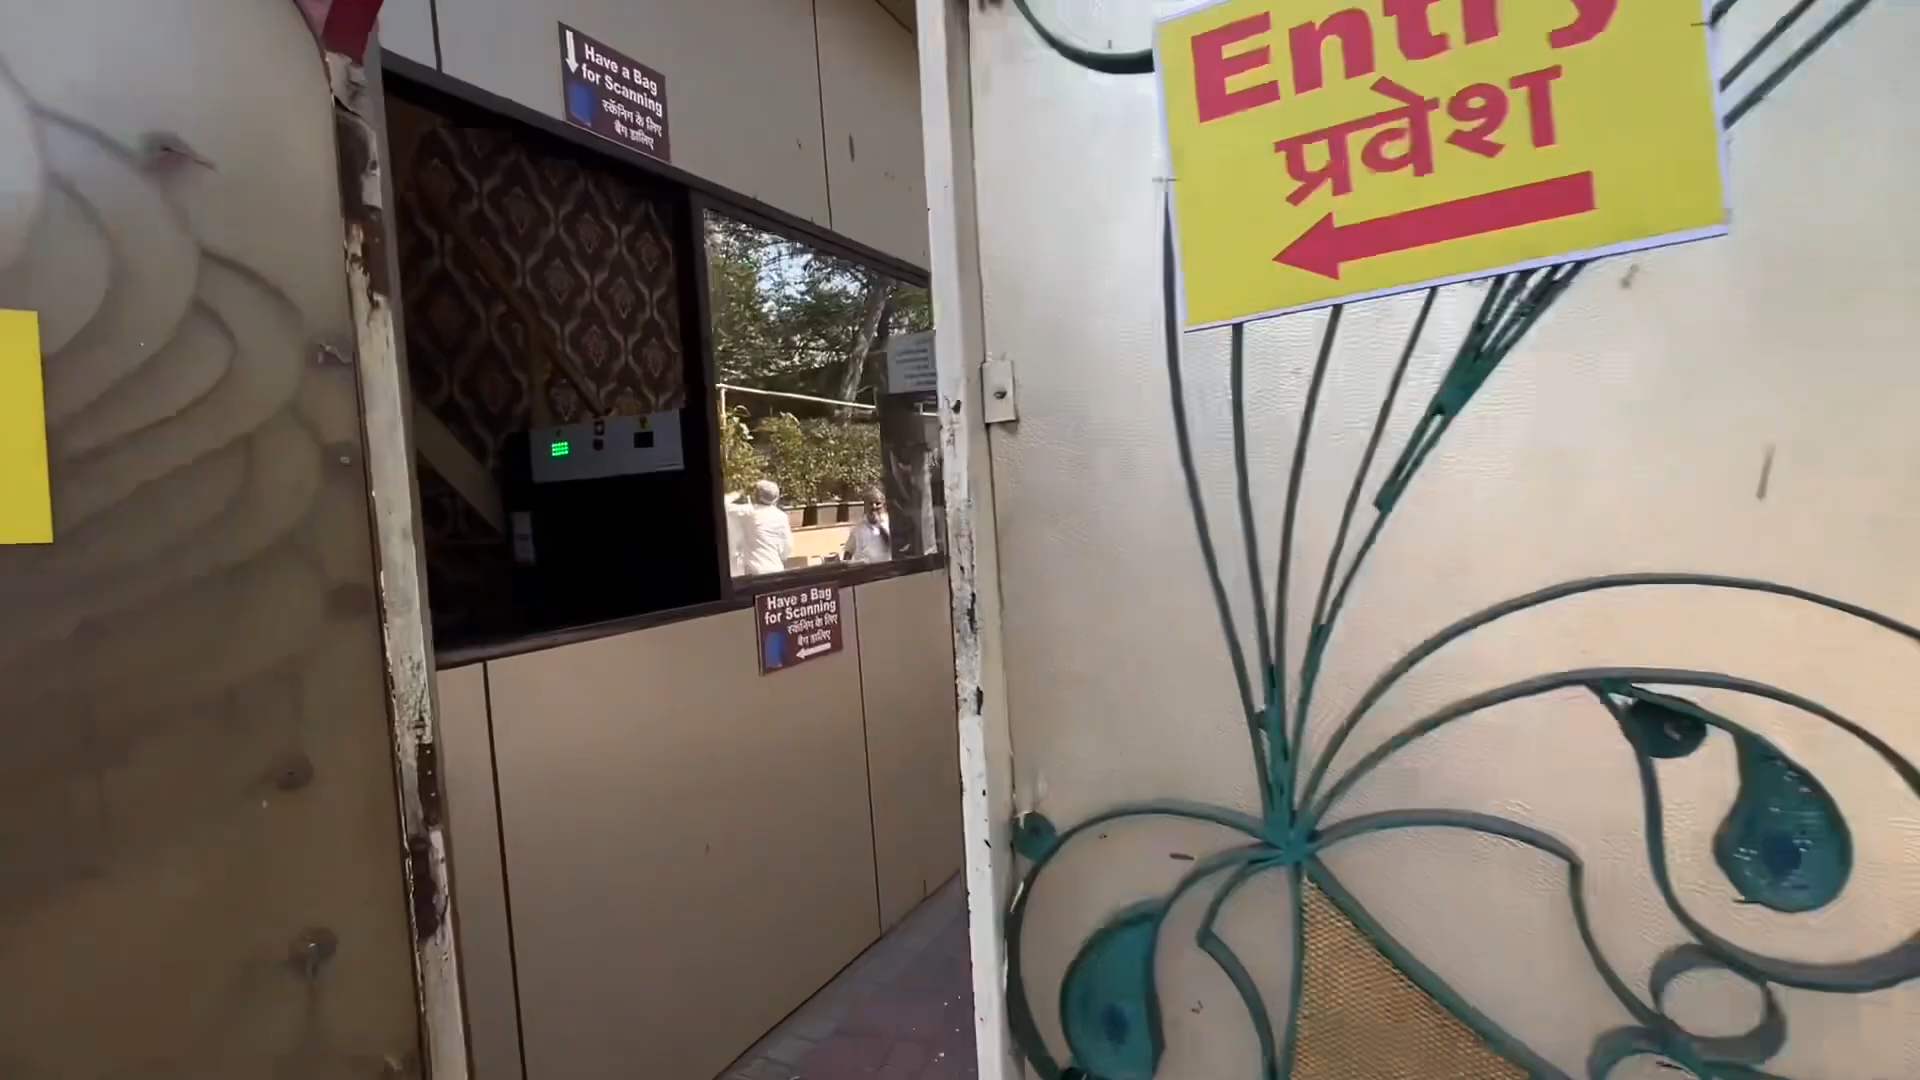 Have a Bag
for Scanning
स्कॅनिंग के लिए
बैग डालिए
Entry
प्रवेश
Have a Bag
for Scanning
स्कॅनिंग के लिए
बैग डालिए